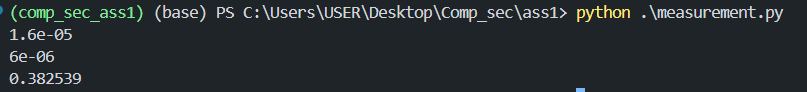 (comp_sec_ass1) (base) PS C:\Users\USER\Desktop\Comp_sec\ass1> python .\measurement.py
1.6e-05
6e-06
0.382539